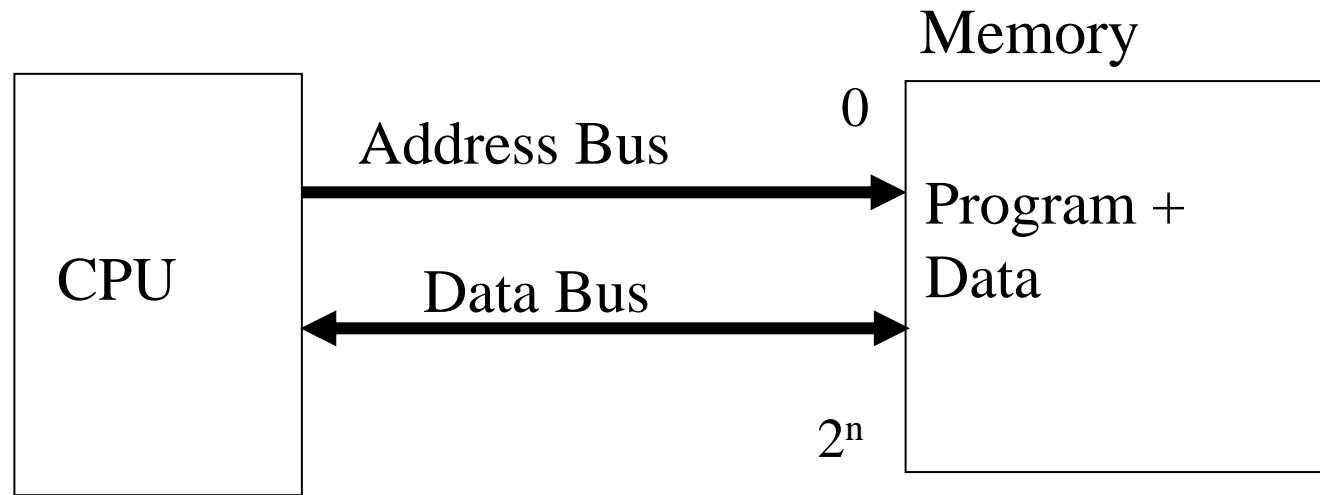 Memory
0
Address Bus
Program +
Data
CPU
Data Bus
2ⁿ